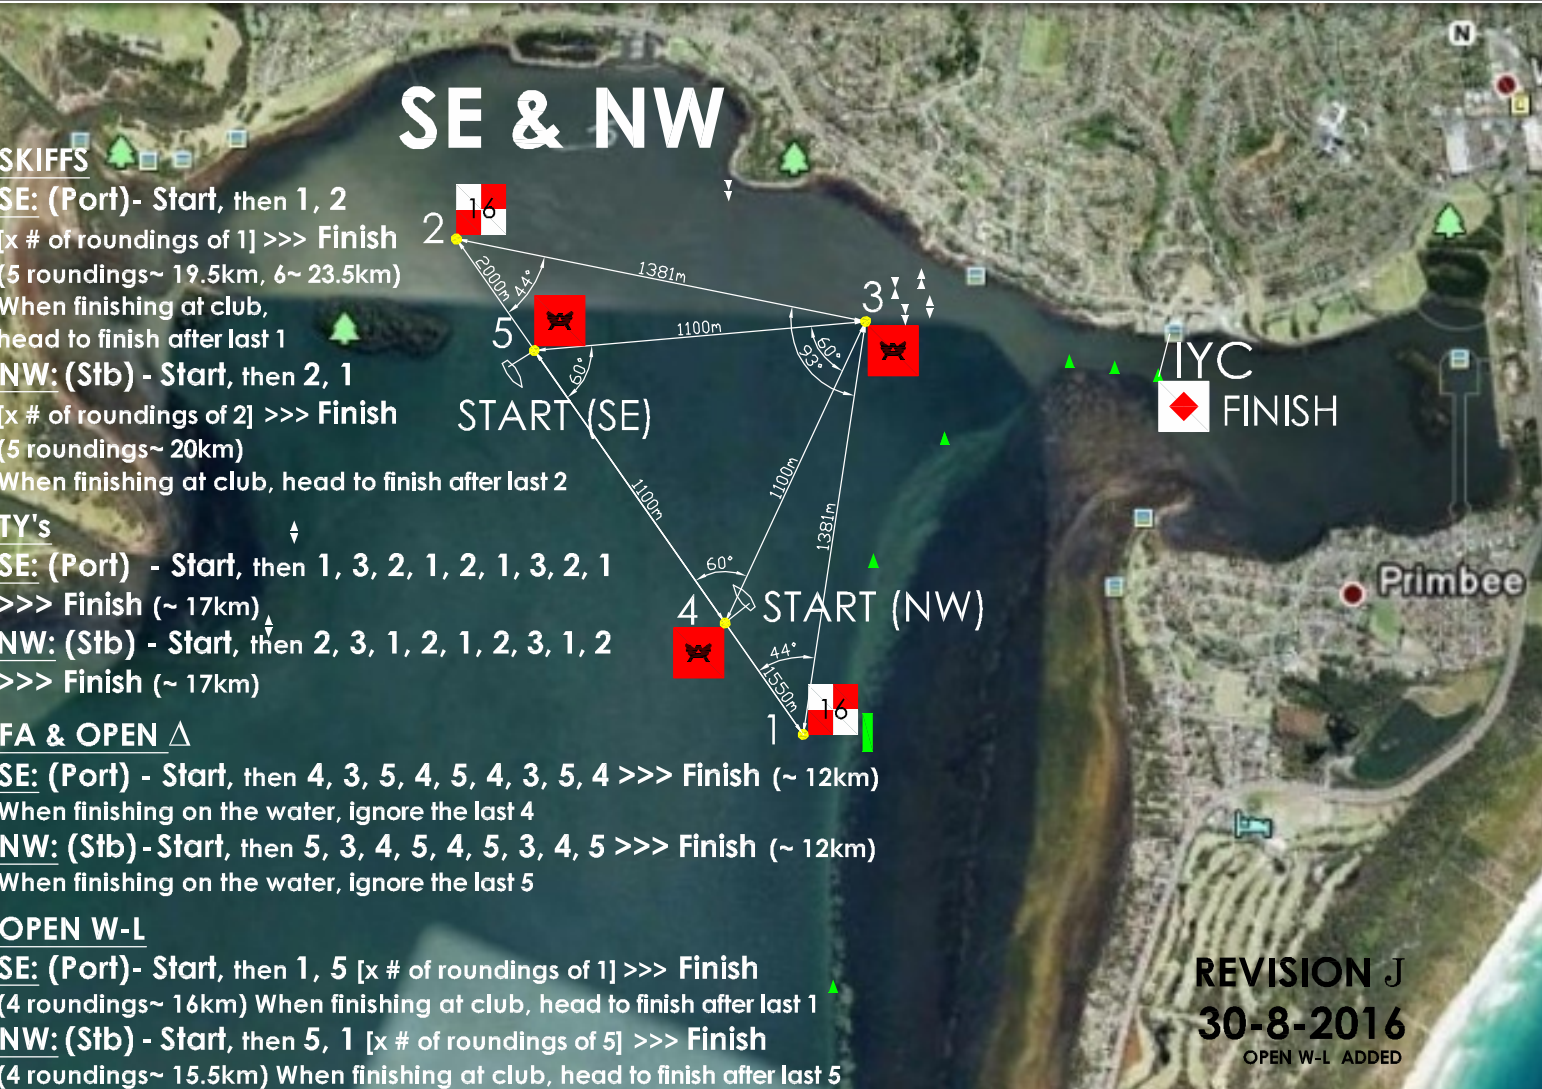 SE & NW
N
SKIFFS
SE: (Port)- Start, then 1, 2
[x # of roundings of 1] >>> Finish
(5 roundings~ 19.5km, 6~ 23.5km)
When finishing at club,
head to finish after last 1
NW: (Stb) - Start, then 2, 1
[x # of roundings of 2] >>> Finish
(5 roundings~ 20km)
When finishing at club, head to finish after last 2
TY's
SE: (Port) - Start, then 1, 3, 2, 1, 2, 1, 3, 2, 1
>>> Finish (~ 17km)
NW: (Stb) - Start, then 2, 3, 1, 2, 1, 2, 3, 1, 2
>>> Finish (~ 17km)
FA & OPEN Δ
SE: (Port) - Start, then 4, 3, 5, 4, 5, 4, 3, 5, 4 >>> Finish (~ 12km)
When finishing on the water, ignore the last 4
NW: (Stb) - Start, then 5, 3, 4, 5, 4, 5, 3, 4, 5 >>> Finish (~ 12km)
When finishing on the water, ignore the last 5
OPEN W-L
SE: (Port)- Start, then 1, 5 [x # of roundings of 1] >>> Finish
(4 roundings~ 16km) When finishing at club, head to finish after last 1
NW: (Stb) - Start, then 5, 1 [x # of roundings of 5] >>> Finish
(4 roundings~ 15.5km) When finishing at club, head to finish after last 5
16
2
2000m
44°
1381m
3
5
1100m
60°
93°
60°
START (SE)
IYC
FINISH
1100m
1100m
1381m
60°
4
START (NW)
Primbee
44°
1550m
16
1
REVISION J
30-8-2016
OPEN W-L ADDED